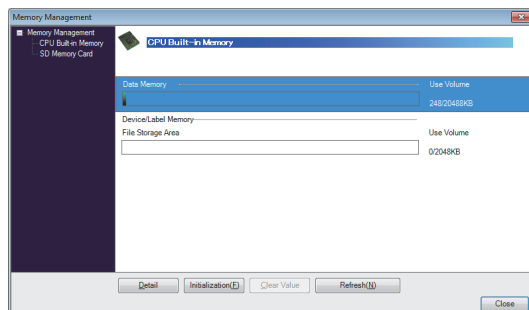 Memory Management
Memory Management
CPU Built-in Memory
SD Memory Card
CPU Built-in Memory
Data Memory
Use Volume
248/20488KB
Device/Label Memory
File Storage Area
Use Volume
0/2048KB
Detail
Initialization(F)
Clear Value
Refresh(N)
Close